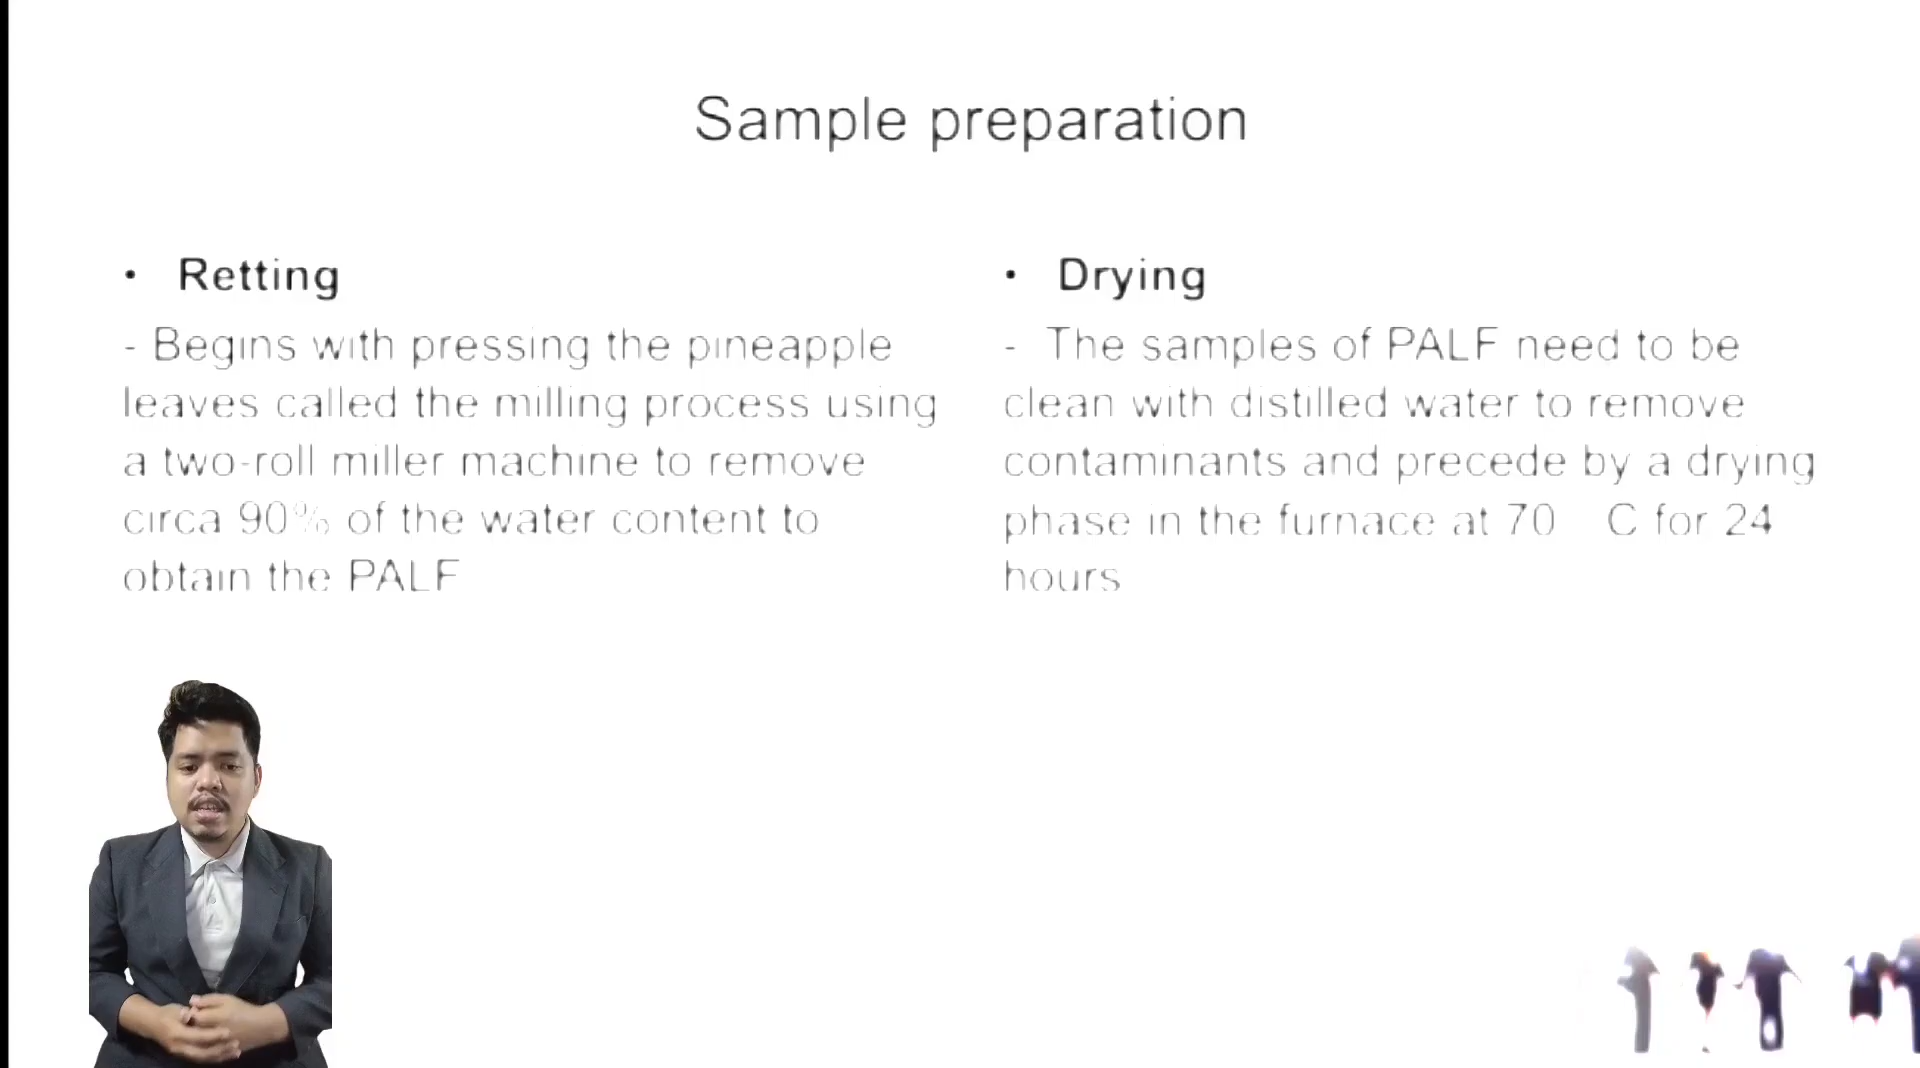 Sample preparation
• Retting
- Begins with pressing the pineapple
leaves called the milling process using
a two-roll miller machine to remove
circa 90% of the water content to
obtain the PALF
• Drying
- The samples of PALF need to be
clean with distilled water to remove
contaminants and precede by a drying
phase in the furnace at 70 C for 24
hours